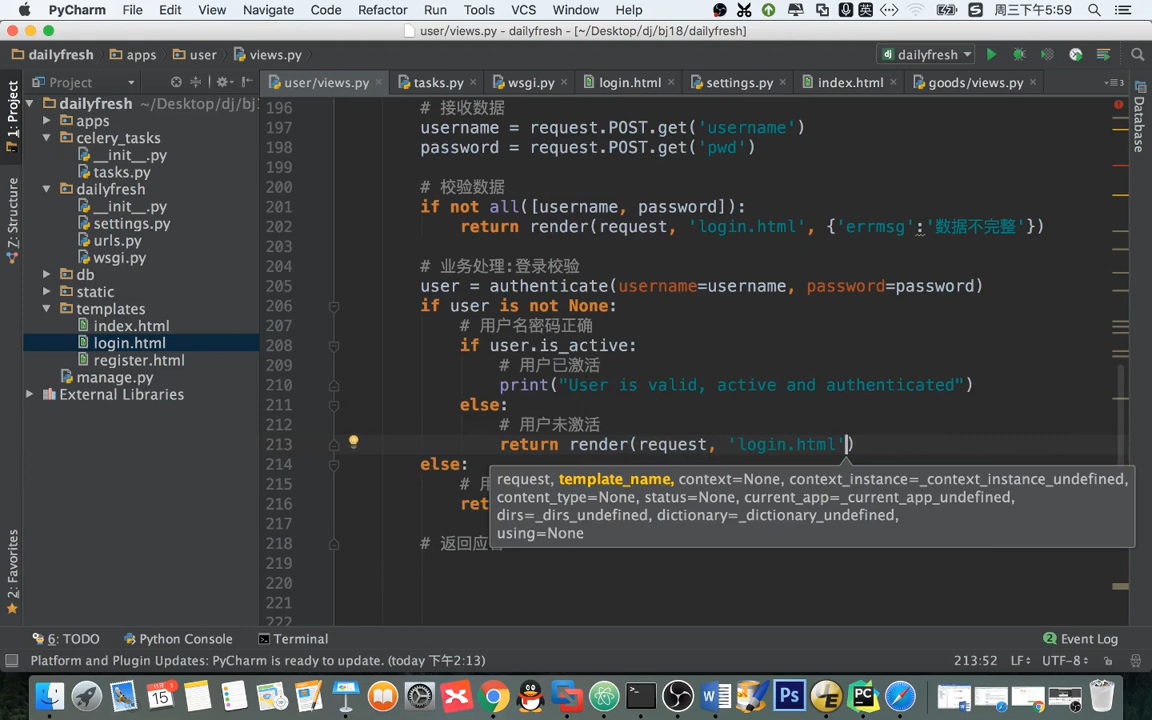 PyCharm File Edit View Navigate Code Refactor Run Tools VCS Window Help 周三下午5:59
user/views.py - dailyfresh - [~/Desktop/dj/bj18/dailyfresh]
dailyfresh apps user views.py dailyfresh
Project user/views.py tasks.py wsgi.py login.html settings.py index.html goods/views.py
1: Project
7: Structure
2: Favorites
Database
dailyfresh ~/Desktop/dj/bj1
apps
celery_tasks
__init__.py
tasks.py
dailyfresh
__init__.py
settings.py
urls.py
wsgi.py
db
static
templates
index.html
login.html
register.html
manage.py
External Libraries
196 # 接收数据
197 username = request.POST.get('username')
198 password = request.POST.get('pwd')
199
200 # 校验数据
201 if not all([username, password]):
202 return render(request, 'login.html', {'errmsg':'数据不完整'})
203
204 # 业务处理:登录校验
205 user = authenticate(username=username, password=password)
206 if user is not None:
207 # 用户名密码正确
208 if user.is_active:
209 # 用户已激活
210 print("User is valid, active and authenticated")
211 else:
212 # 用户未激活
213 return render(request, 'login.html')
214 else:
215 # 
216 ret
217
218 # 返回应
219
220
221
222
request, template_name, context=None, context_instance=_context_instance_undefined,
content_type=None, status=None, current_app=_current_app_undefined,
dirs=_dirs_undefined, dictionary=_dictionary_undefined,
using=None
6: TODO Python Console Terminal 2 Event Log
Platform and Plugin Updates: PyCharm is ready to update. (today 下午2:13) 213:52 LF÷ UTF-8÷